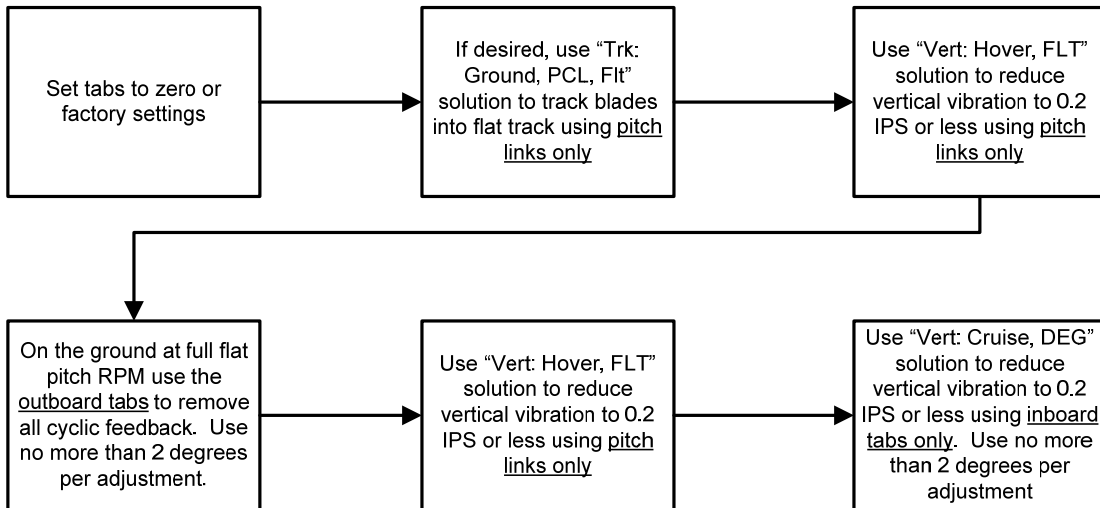 Set tabs to zero or
factory settings
If desired, use “Trk:
Ground, PCL, Flt”
solution to track blades
into flat track using pitch
links only
Use “Vert: Hover, FLT”
solution to reduce
vertical vibration to 0.2
IPS or less using pitch
links only
On the ground at full flat
pitch RPM use the
outboard tabs to remove
all cyclic feedback.  Use
no more than 2 degrees
per adjustment.
Use “Vert: Hover, FLT”
solution to reduce
vertical vibration to 0.2
IPS or less using pitch
links only
Use “Vert: Cruise, DEG”
solution to reduce
vertical vibration to 0.2
IPS or less using inboard
tabs only.  Use no more
than 2 degrees per
adjustment